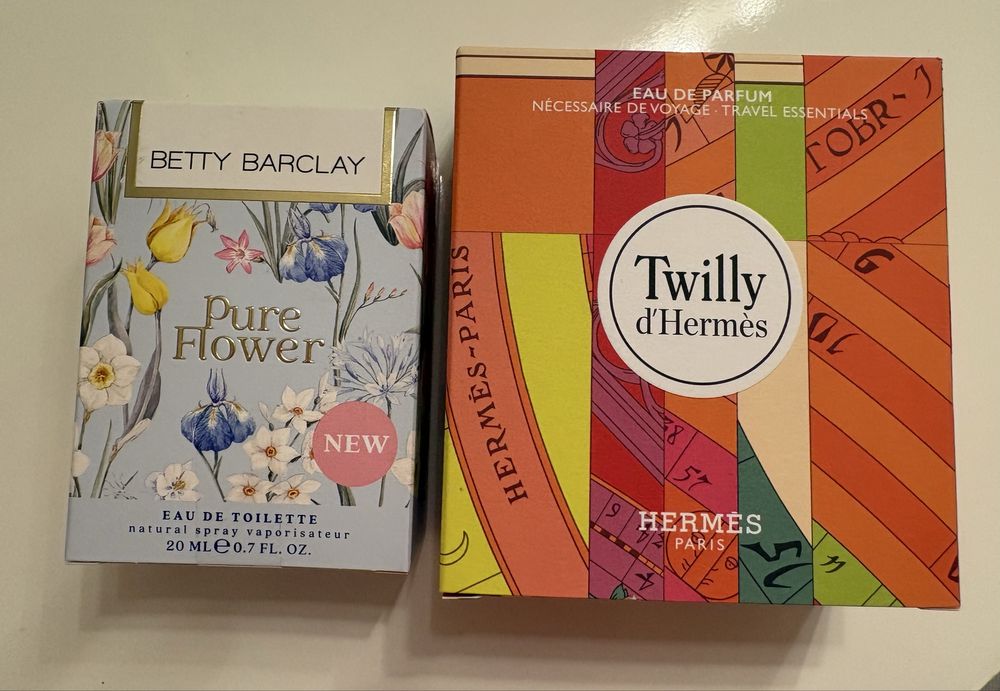 BETTY BARCLAY
Pure
Flower
NEW
EAU DE TOILETTE
natural spray vaporisateur
20 ML℮0.7 FL. OZ.
EAU DE PARFUM
NÉCESSAIRE DE VOYAGE · TRAVEL ESSENTIALS
Twilly
d'Hermès
HERMÈS-PARIS
HERMÈS
PARIS